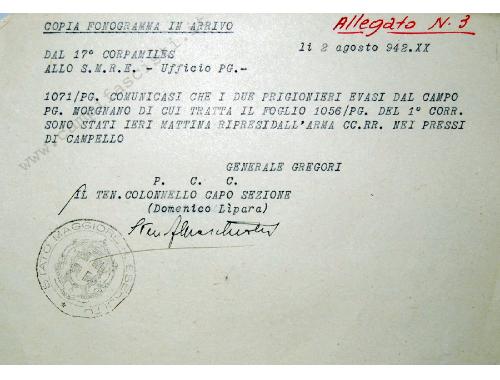 COPIA FONOGRAMMA IN ARRIVO
Allegato N. 3
lì 2 agosto 942.XX
DAL 17° CORPAMILES
ALLO S.M.R.E. - Ufficio PG.-
1071/PG. COMUNICASI CHE I DUE PRIGIONIERI EVASI DAL CAMPO
PG. MORGNANO DI CUI TRATTA IL FOGLIO 1056/PG. DEL 1° CORR.
SONO STATI IERI MATTINA RIPRESIDALL'ARMA CC.RR. NEI PRESSI
DI CAMPELLO
GENERALE GREGORI
P. C. C.
IL TEN.COLONNELLO CAPO SEZIONE
(Domenico Lipara)
STATO MAGGIORE ESERCITO